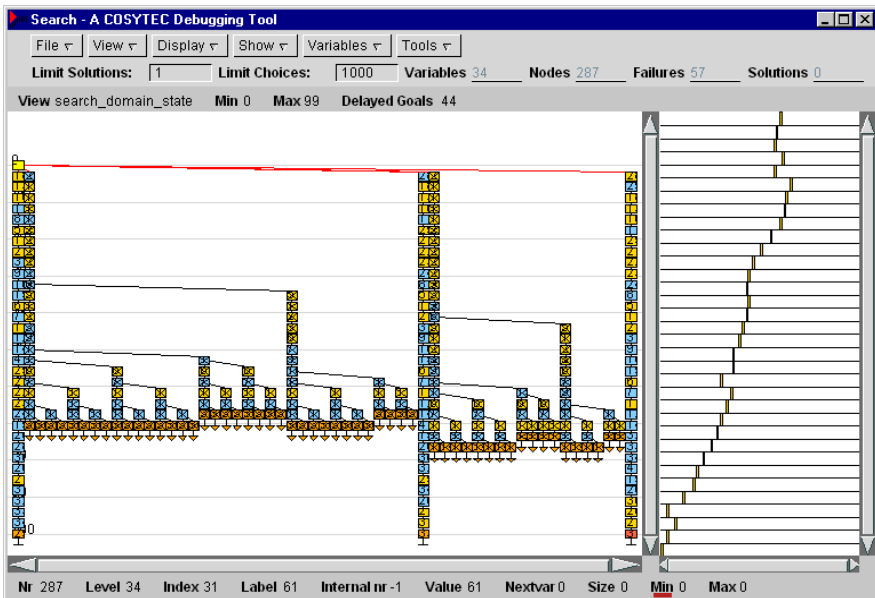 Search - A COSYTEC Debugging Tool
File View Display Show Variables Tools
Limit Solutions: 1 Limit Choices: 1000 Variables 34 Nodes 287 Failures 57 Solutions 0
View search_domain_state Min 0 Max 99 Delayed Goals 44
Nr 287 Level 34 Index 31 Label 61 Internal nr -1 Value 61 Nextvar 0 Size 0 Min 0 Max 0